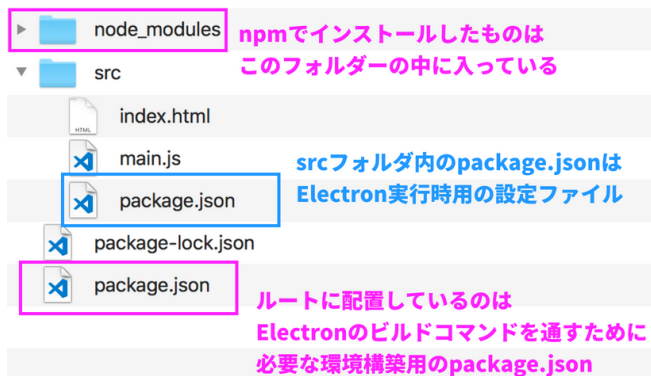 node_modules
npmでインストールしたものは
このフォルダーの中に入っている
src
HTML
index.html
main.js
srcフォルダ内のpackage.jsonは
Electron実行時用の設定ファイル
package.json
package-lock.json
package.json
ルートに配置しているのは
Electronのビルドコマンドを通すために
必要な環境構築用のpackage.json